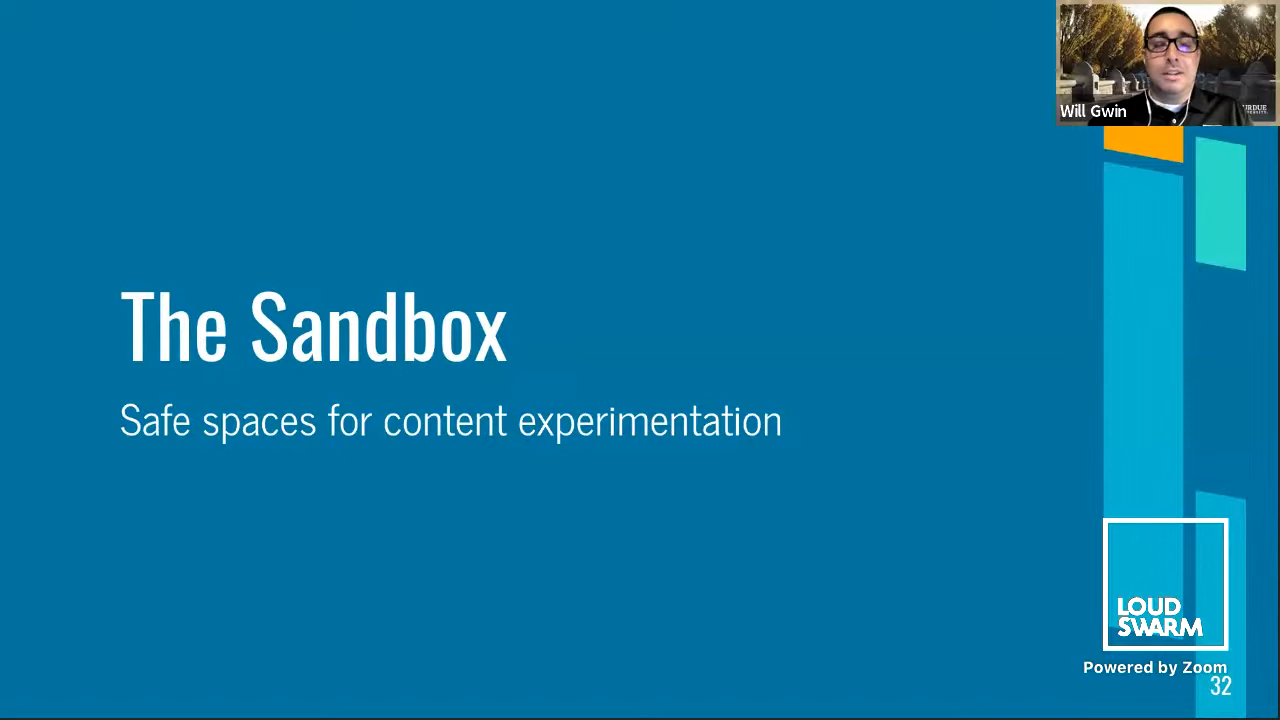 Will Gwin
The Sandbox
Safe spaces for content experimentation
LOUD
SWARM
Powered by Zoom
32